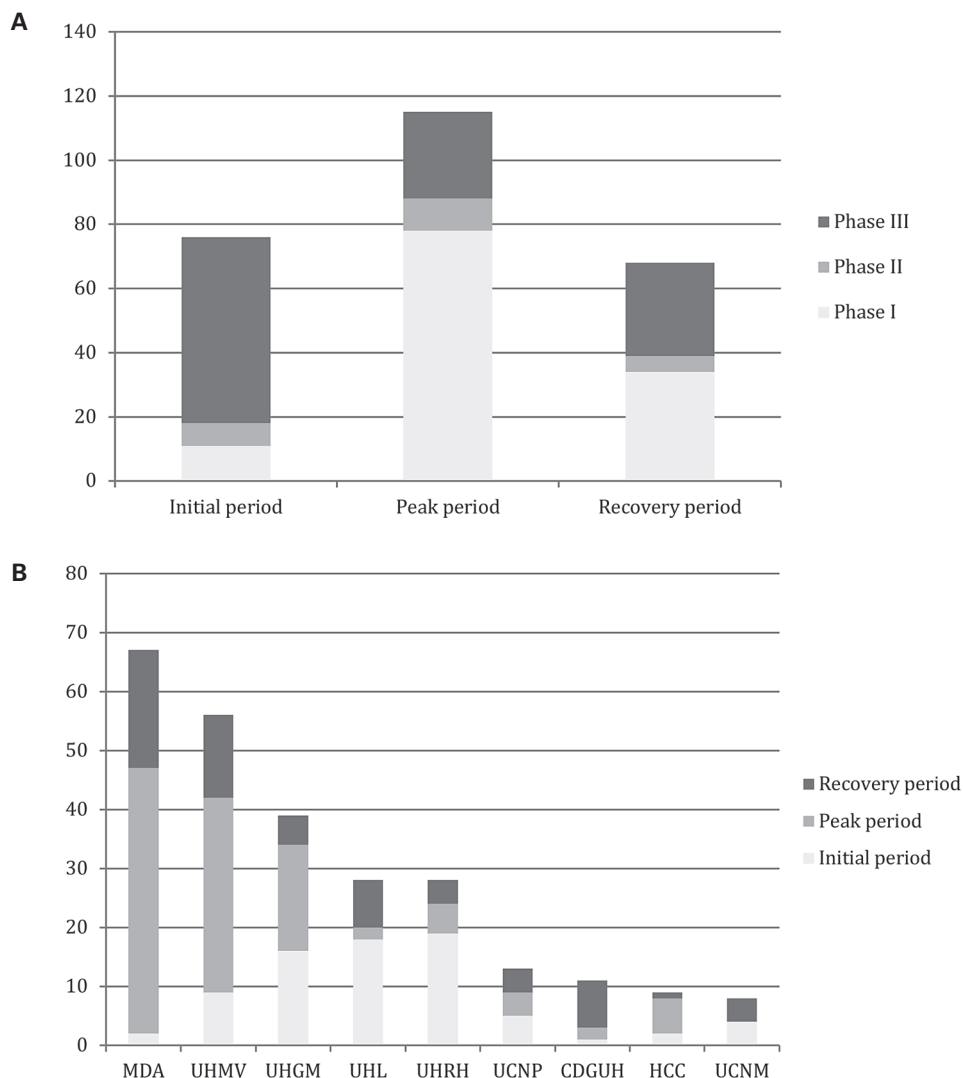 A
140
120
100
80
60
40
20
0
Phase III
Phase II
Phase I
Initial period Peak period Recovery period
B
80
70
60
50
40
30
20
10
0
Recovery period
Peak period
Initial period
MDA UHMV UHGM UHL UHRH UCNP CDGUH HCC UCNM